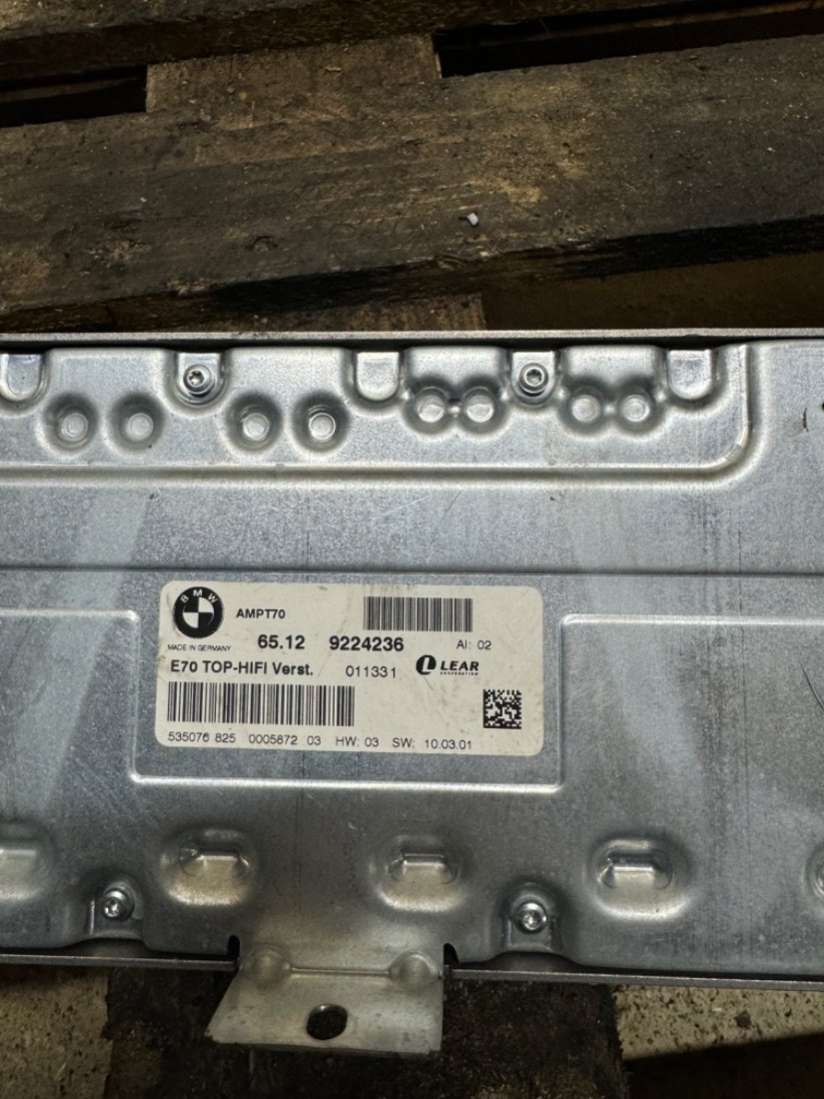 BMW
AMPT70
MADE IN GERMANY
65.12 9224236 AI: 02
E70 TOP-HIFI Verst. 011331 LEAR
CORPORATION
535076 825 0005872 03 HW: 03 SW: 10.03.01